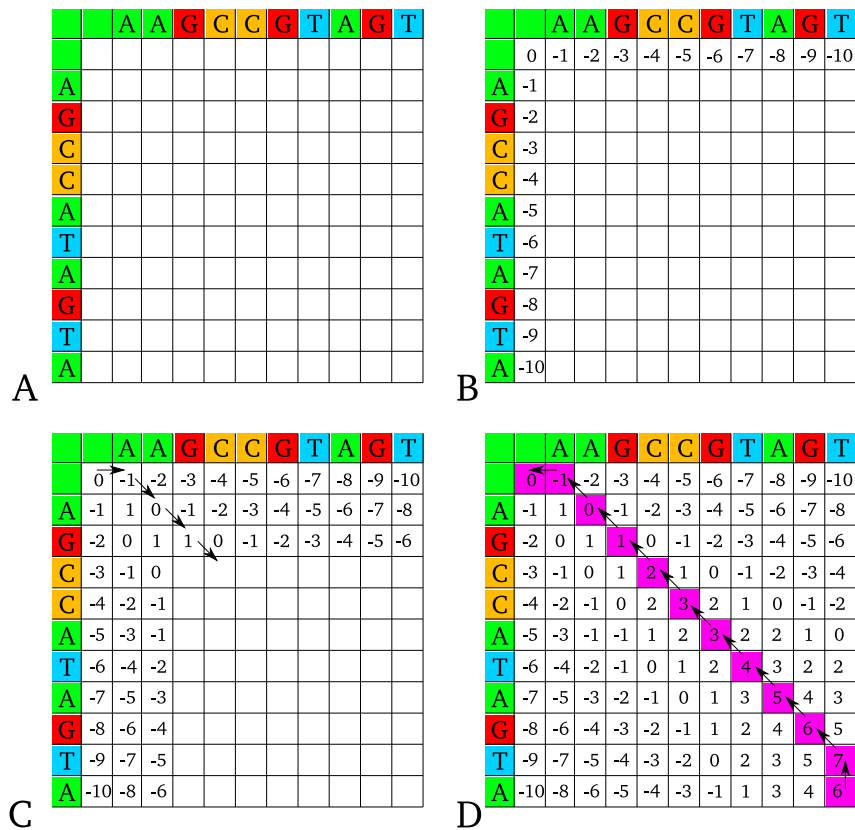 A A G C C G T A G T
A
G
C
C
A
T
A
G
T
A
A
A A G C C G T A G T
0 -1 -2 -3 -4 -5 -6 -7 -8 -9 -10
A -1
G -2
C -3
C -4
A -5
T -6
A -7
G -8
T -9
A -10
B
A A G C C G T A G T
0 -1 -2 -3 -4 -5 -6 -7 -8 -9 -10
A -1 1 0 -1 -2 -3 -4 -5 -6 -7 -8
G -2 0 1 1 0 -1 -2 -3 -4 -5 -6
C -3 -1 0
C -4 -2 -1
A -5 -3 -1
T -6 -4 -2
A -7 -5 -3
G -8 -6 -4
T -9 -7 -5
A -10 -8 -6
C
A A G C C G T A G T
0 -1 -2 -3 -4 -5 -6 -7 -8 -9 -10
A -1 1 0 -1 -2 -3 -4 -5 -6 -7 -8
G -2 0 1 1 0 -1 -2 -3 -4 -5 -6
C -3 -1 0 1 2 1 0 -1 -2 -3 -4
C -4 -2 -1 0 2 3 2 1 0 -1 -2
A -5 -3 -1 -1 1 2 3 2 2 1 0
T -6 -4 -2 -1 0 1 2 4 3 2 2
A -7 -5 -3 -2 -1 0 1 3 5 4 3
G -8 -6 -4 -3 -2 -1 1 2 4 6 5
T -9 -7 -5 -4 -3 -2 0 2 3 5 7
A -10 -8 -6 -5 -4 -3 -1 1 3 4 6
D